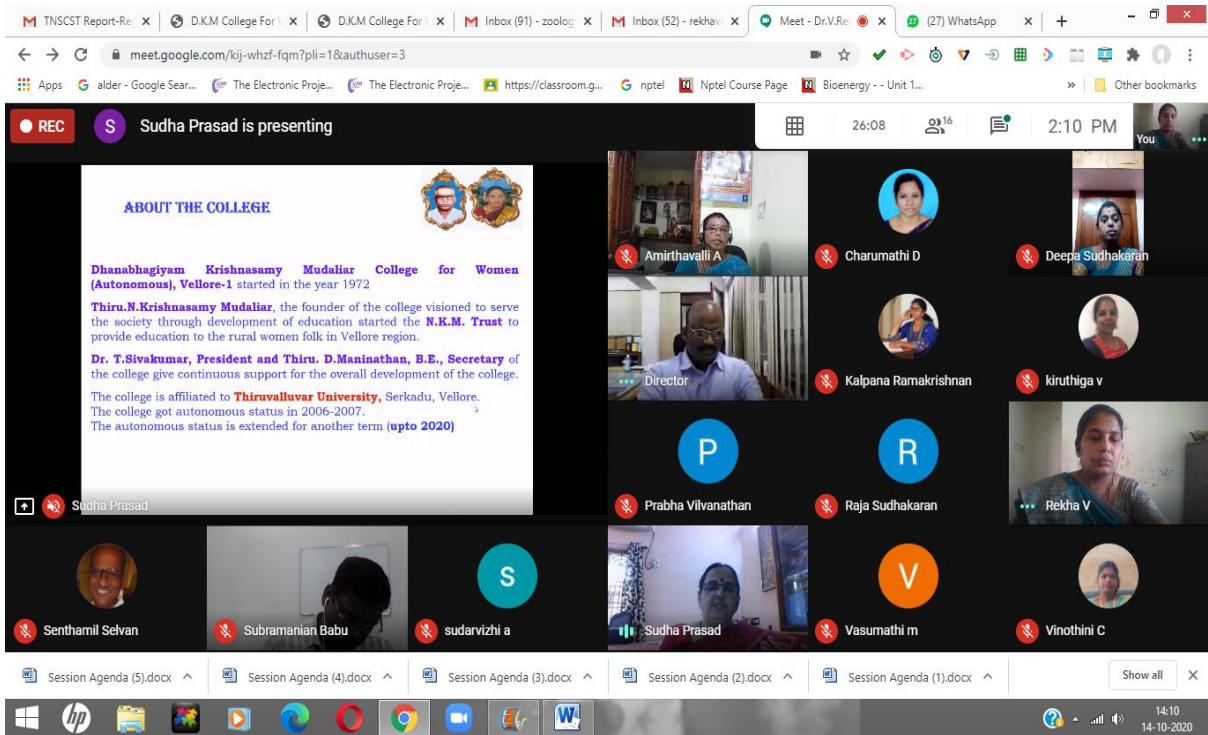 TNSCST Report-Re
D.K.M College For
D.K.M College For
Inbox (91) - zoolog
Inbox (52) - rekhav
Meet - Dr.V.Re
(27) WhatsApp
meet.google.com/kij-whzf-fqm?pli=1&authuser=3
Apps
alder - Google Sear...
The Electronic Proje...
The Electronic Proje...
https://classroom.g...
nptel
Nptel Course Page
Bioenergy - - Unit 1...
Other bookmarks
REC
S
Sudha Prasad is presenting
26:08
16
2:10 PM
You
ABOUT THE COLLEGE
Dhanabhagiyam Krishnasamy Mudaliar College for Women
(Autonomous), Vellore-1 started in the year 1972
Thiru.N.Krishnasamy Mudaliar, the founder of the college visioned to serve
the society through development of education started the N.K.M. Trust to
provide education to the rural women folk in Vellore region.
Dr. T.Sivakumar, President and Thiru. D.Maninathan, B.E., Secretary of
the college give continuous support for the overall development of the college.
The college is affiliated to Thiruvalluvar University, Serkadu, Vellore.
The college got autonomous status in 2006-2007.
The autonomous status is extended for another term (upto 2020)
Sudha Prasad
Amirthavalli A
Charumathi D
Deepa Sudhakaran
Director
Kalpana Ramakrishnan
kiruthiga v
P
Prabha Vilvanathan
R
Raja Sudhakaran
Rekha V
Senthamil Selvan
Subramanian Babu
S
sudarvizhi a
Sudha Prasad
V
Vasumathi m
Vinothini C
Session Agenda (5).docx
Session Agenda (4).docx
Session Agenda (3).docx
Session Agenda (2).docx
Session Agenda (1).docx
Show all
hp
14:10
14-10-2020